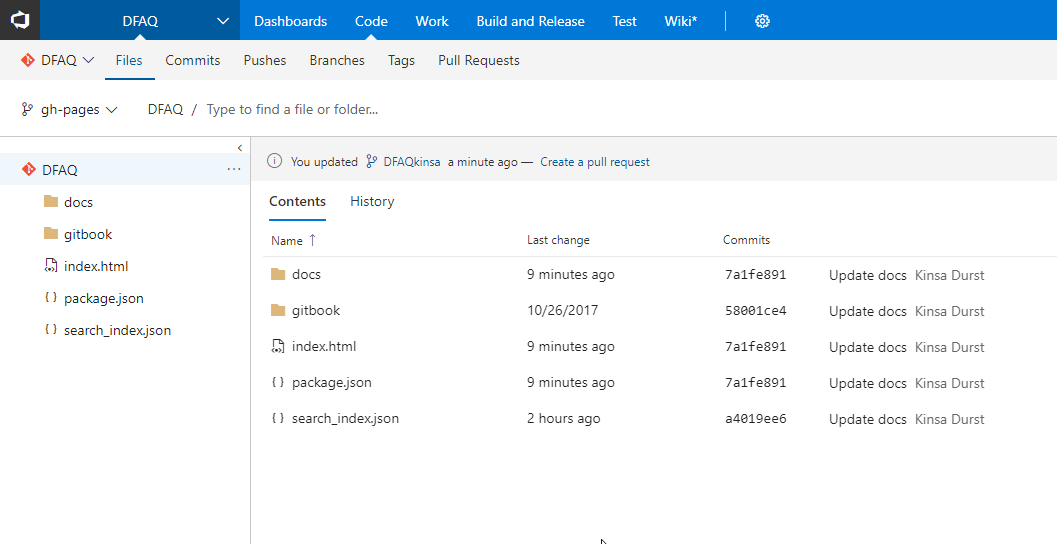 DFAQ Dashboards Code Work Build and Release Test Wiki*
DFAQ Files Commits Pushes Branches Tags Pull Requests
gh-pages DFAQ / Type to find a file or folder...
DFAQ ...
docs
gitbook
index.html
{ } package.json
{ } search_index.json
You updated DFAQkinsa a minute ago — Create a pull request
Contents History
Name ↑ Last change Commits
docs 9 minutes ago 7a1fe891 Update docs Kinsa Durst
gitbook 10/26/2017 58001ce4 Update docs Kinsa Durst
index.html 9 minutes ago 7a1fe891 Update docs Kinsa Durst
{ } package.json 9 minutes ago 7a1fe891 Update docs Kinsa Durst
{ } search_index.json 2 hours ago a4019ee6 Update docs Kinsa Durst